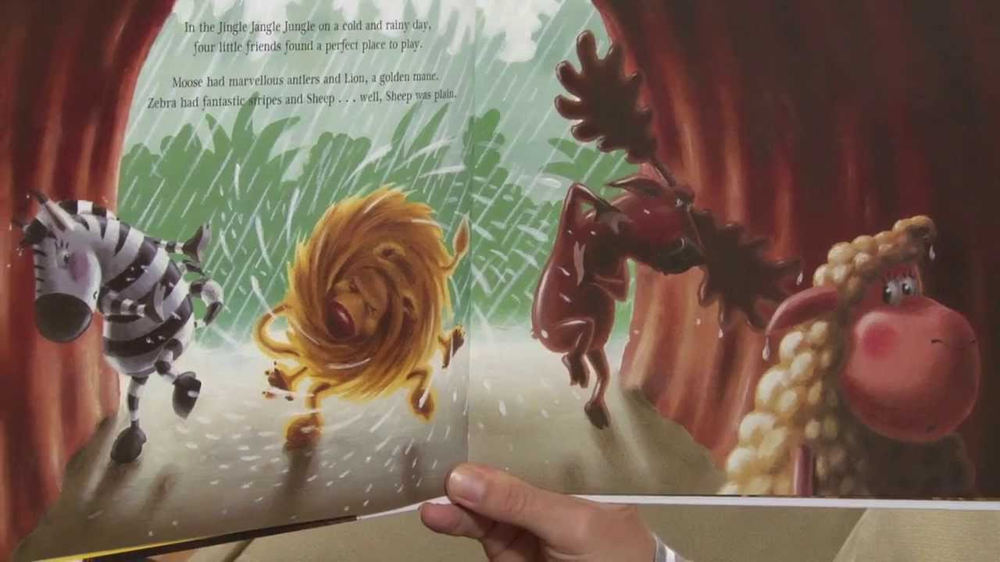 In the Jingle Jangle Jungle on a cold and rainy day,
four little friends found a perfect place to play.
Moose had marvellous antlers and Lion, a golden mane.
Zebra had fantastic stripes and Sheep . . . well, Sheep was plain.